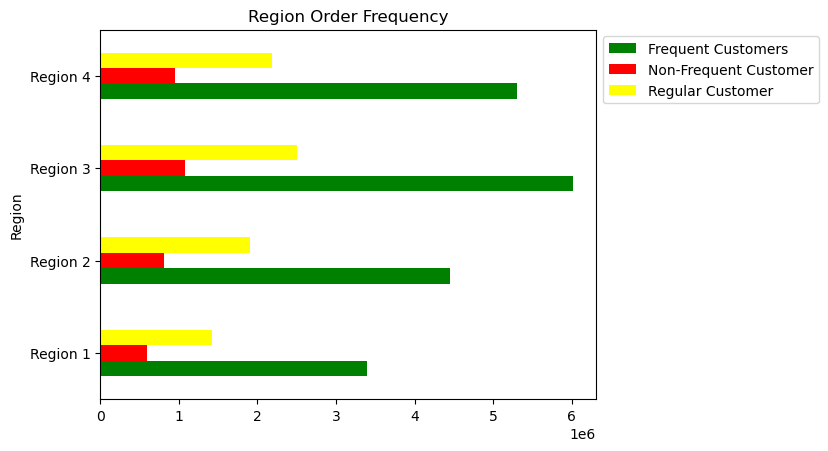 Region Order Frequency
Frequent Customers
Non-Frequent Customer
Regular Customer
Region
Region 4
Region 3
Region 2
Region 1
0 1 2 3 4 5 6
1e6